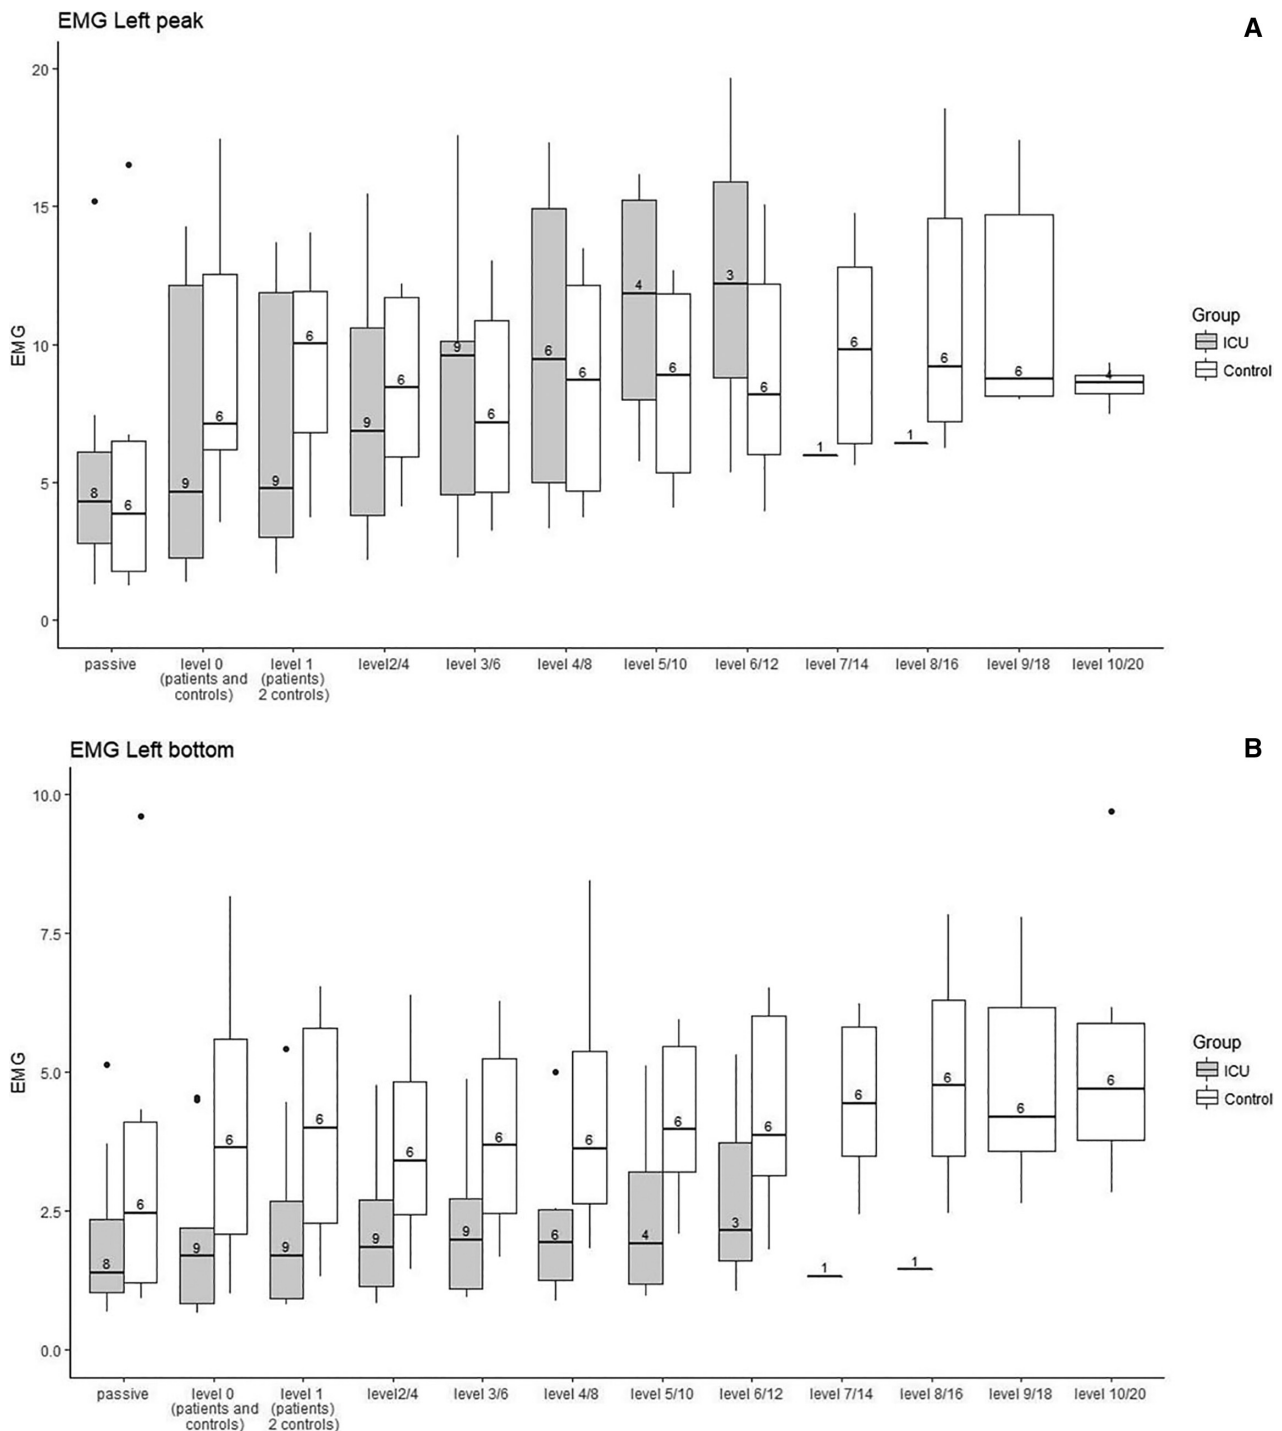 EMG Left peak
A
20
15
10
5
0
EMG
8
6
9
6
9
6
9
6
9
6
6
6
4
6
3
6
1
6
1
6
6
4
Group
ICU
Control
passive
level 0
(patients and
controls)
level 1
(patients)
2 controls)
level2/4
level 3/6
level 4/8
level 5/10
level 6/12
level 7/14
level 8/16
level 9/18
level 10/20
EMG Left bottom
B
10.0
7.5
5.0
2.5
0.0
EMG
8
6
9
6
9
6
9
6
9
6
6
6
4
6
3
6
1
6
1
6
6
6
Group
ICU
Control
passive
level 0
(patients and
controls)
level 1
(patients)
2 controls)
level2/4
level 3/6
level 4/8
level 5/10
level 6/12
level 7/14
level 8/16
level 9/18
level 10/20